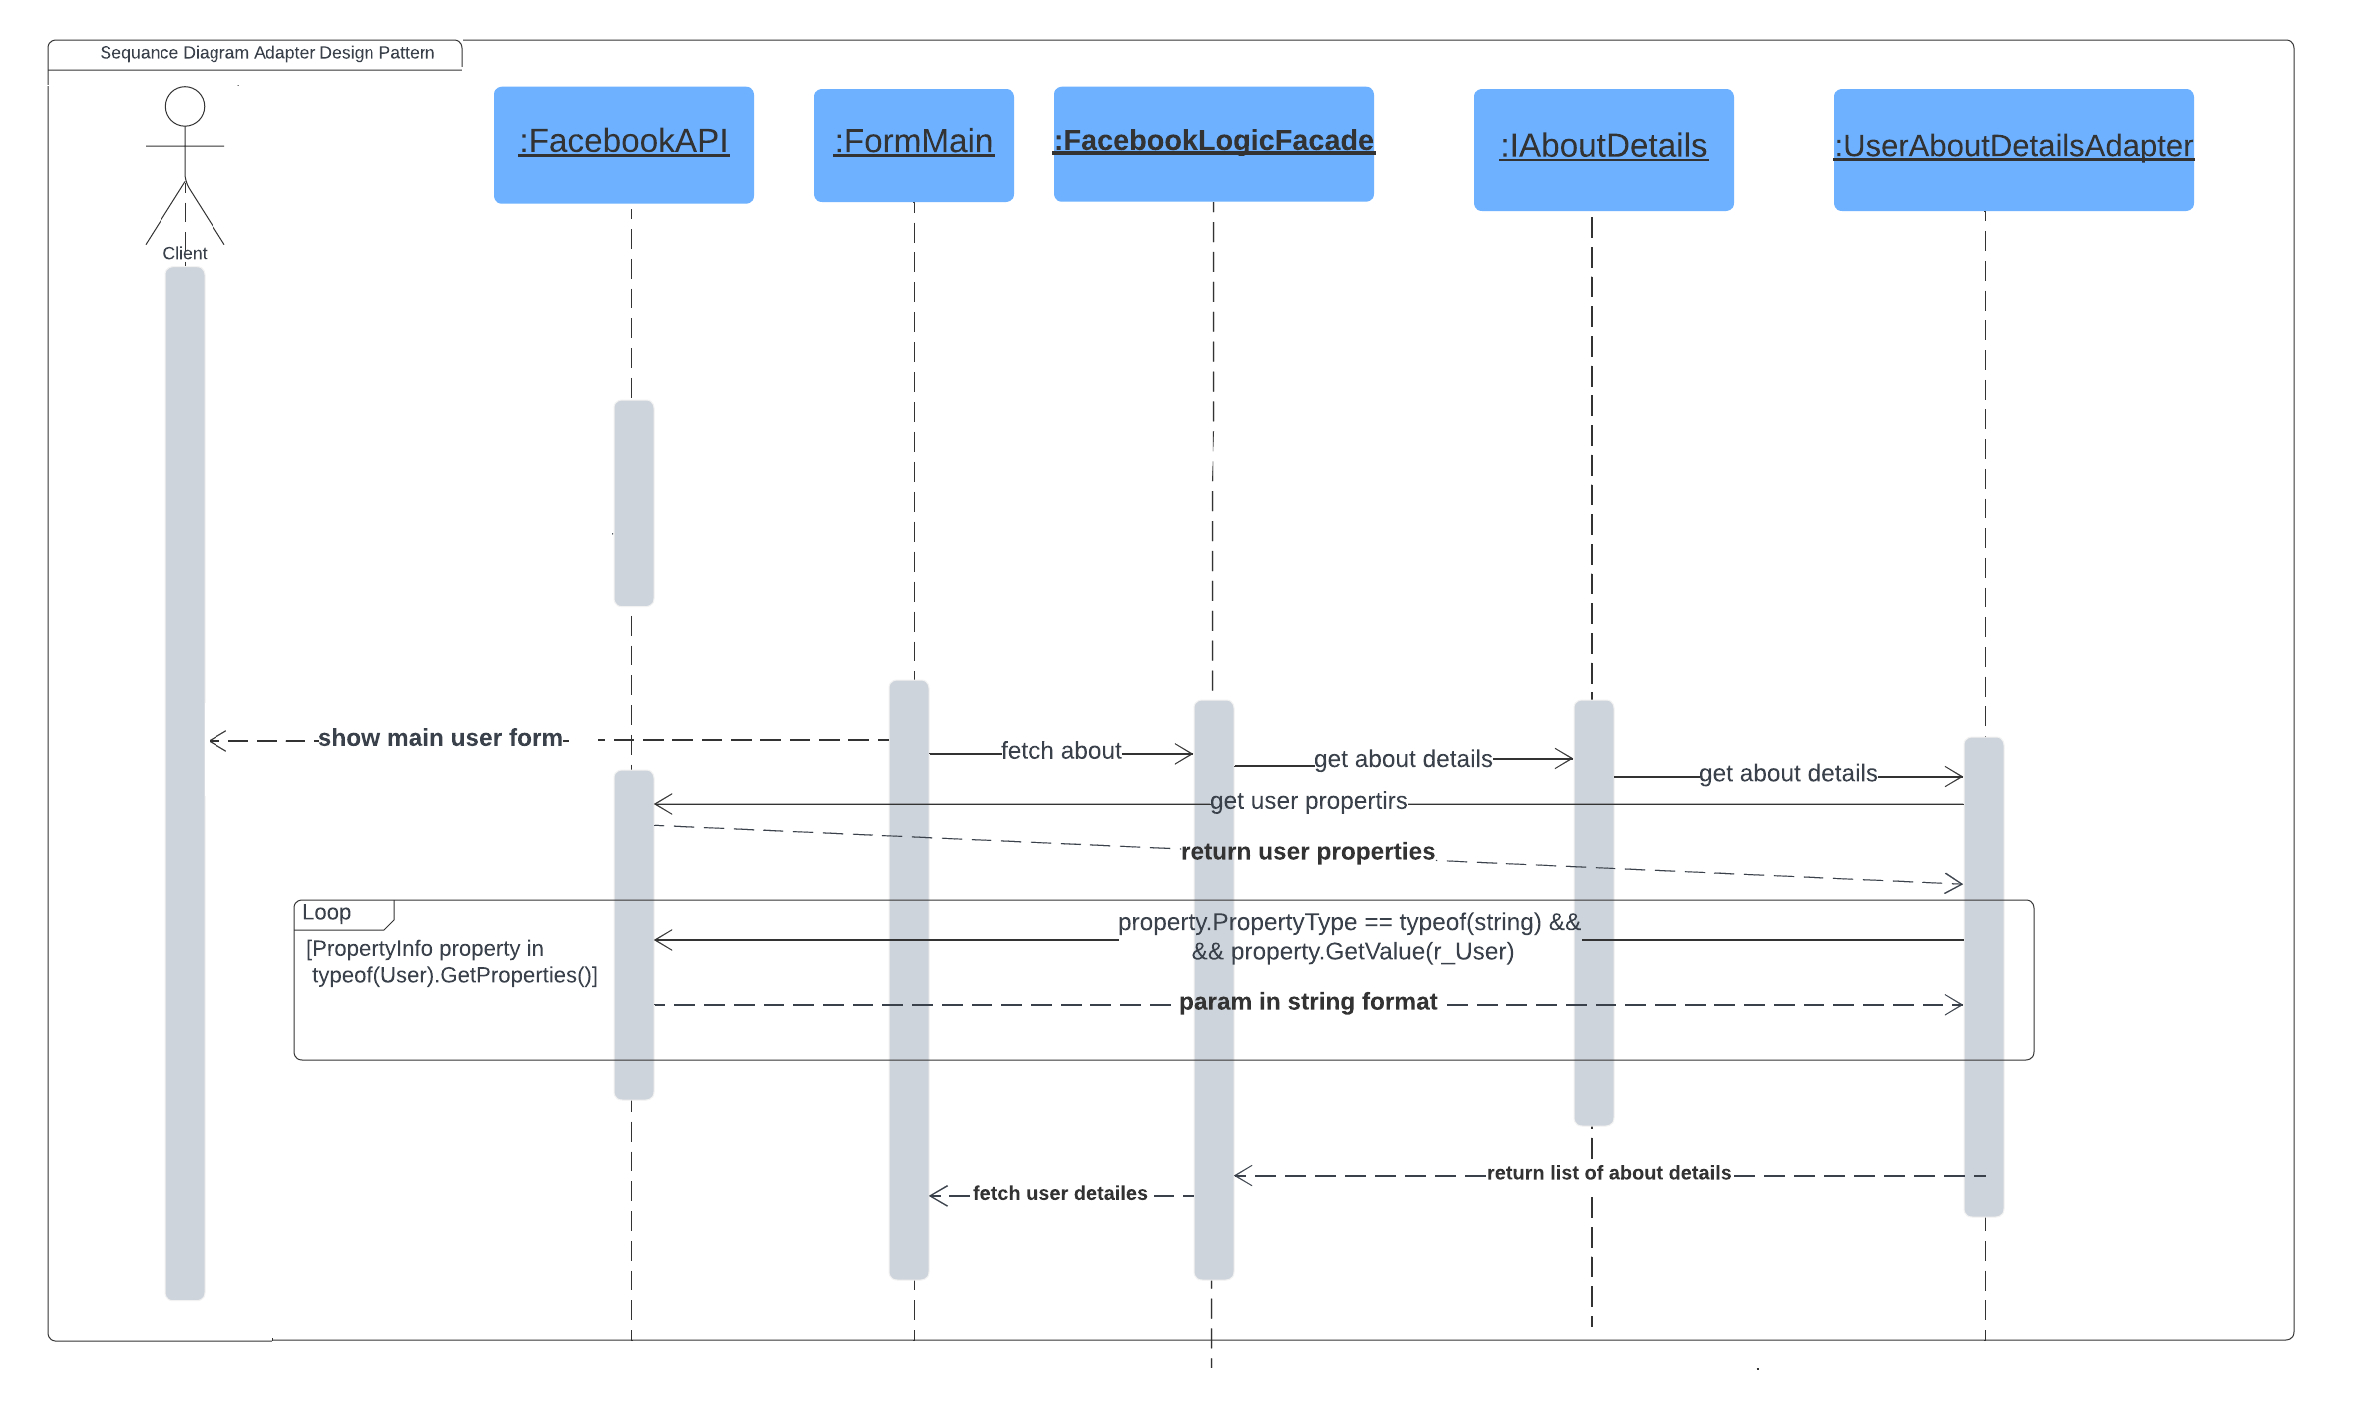 Sequance Diagram Adapter Design Pattern
:FacebookAPI
:FormMain
:FacebookLogicFacade
:IAboutDetails
:UserAboutDetailsAdapter
Client
show main user form
fetch about
get about details
get about details
get user propertirs
return user properties
Loop
[PropertyInfo property in
typeof(User).GetProperties()]
property.PropertyType == typeof(string) &&
&& property.GetValue(r_User)
param in string format
return list of about details
fetch user detailes